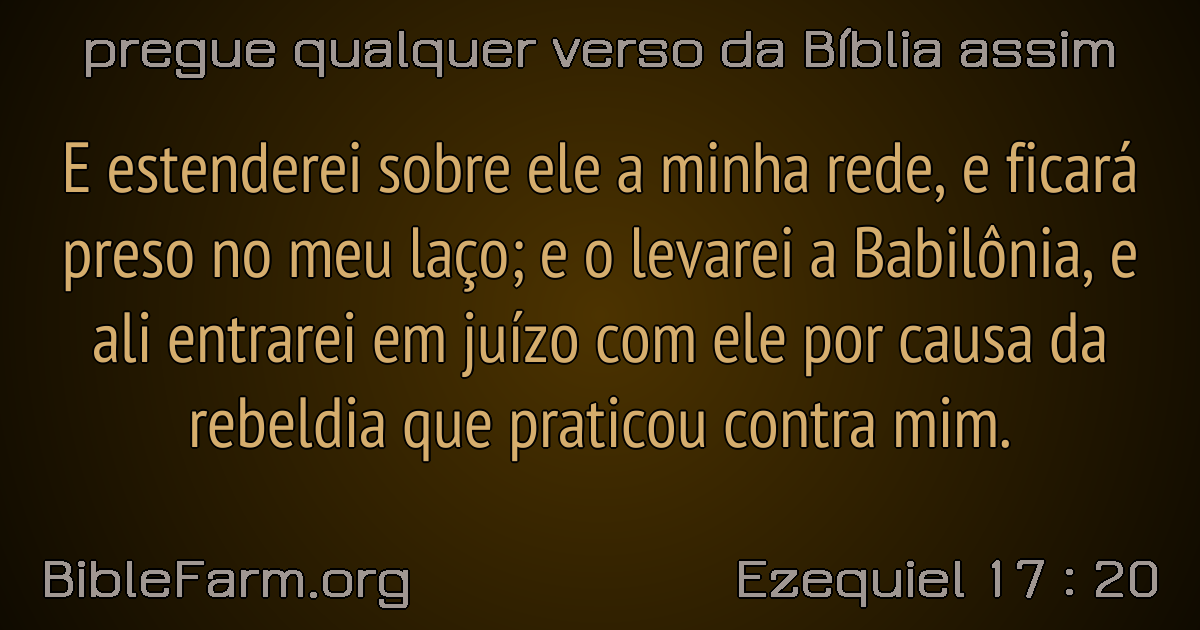 pregue qualquer verso da Bíblia assim
E estenderei sobre ele a minha rede, e ficará
preso no meu laço; e o levarei a Babilônia, e
ali entrarei em juízo com ele por causa da
rebeldia que praticou contra mim.
BibleFarm.org
Ezequiel 17 : 20